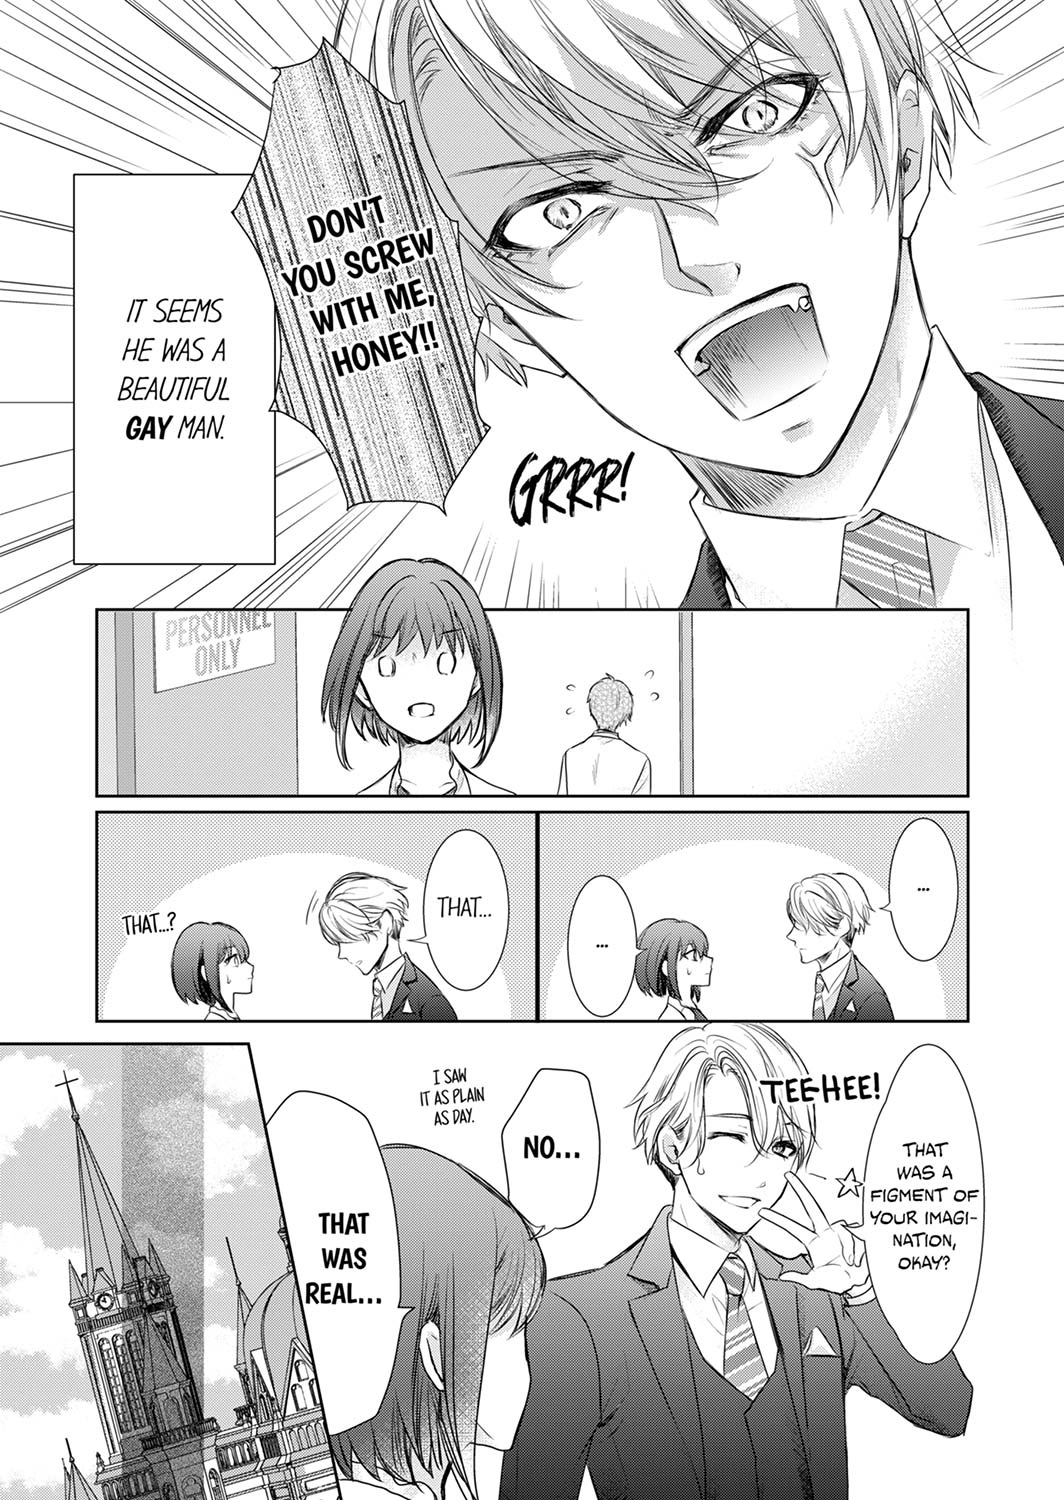 DON'T
YOU SCREW
WITH ME,
HONEY!!
GRRR!
IT SEEMS
HE WAS A
BEAUTIFUL
GAY MAN.
PERSONNEL
ONLY
...
...
THAT...
THAT...?
TEE-HEE!
THAT
WAS A
FIGMENT OF
YOUR IMAGI-
NATION,
OKAY?
NO...
I SAW
IT AS PLAIN
AS DAY.
THAT
WAS
REAL...